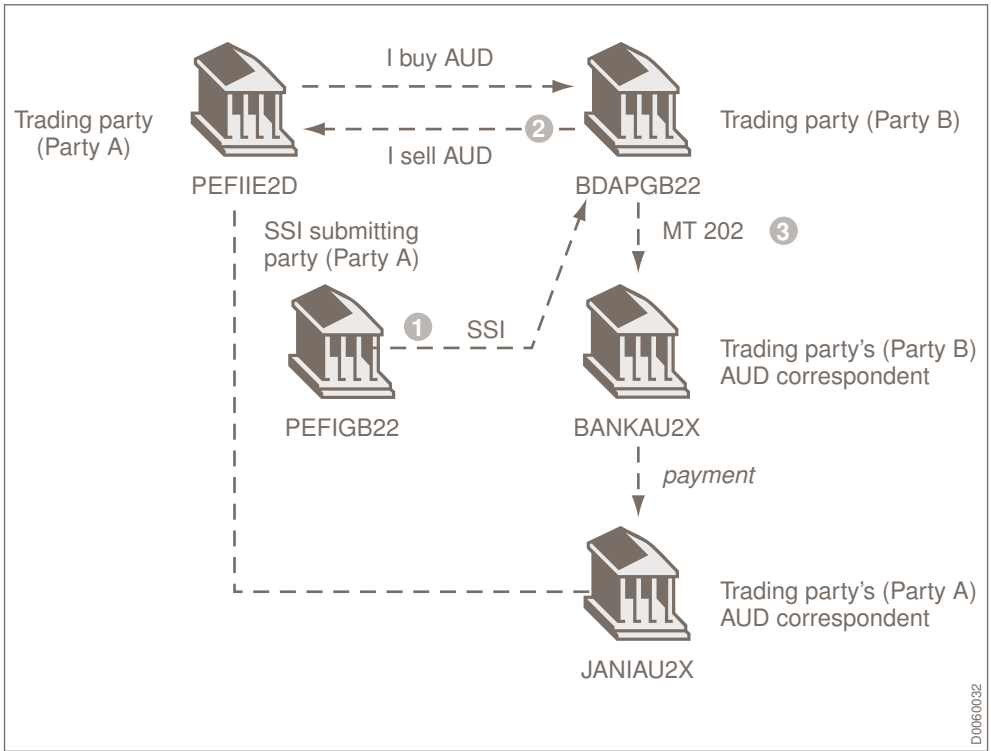 I buy AUD
Trading party
(Party A)
2
Trading party (Party B)
I sell AUD
PEFIIE2D
BDAPGB22
SSI submitting
party (Party A)
MT 202
3
1
SSI
Trading party's (Party B)
AUD correspondent
PEFIGB22
BANKAU2X
payment
Trading party's (Party A)
AUD correspondent
JANIAU2X
D0060032